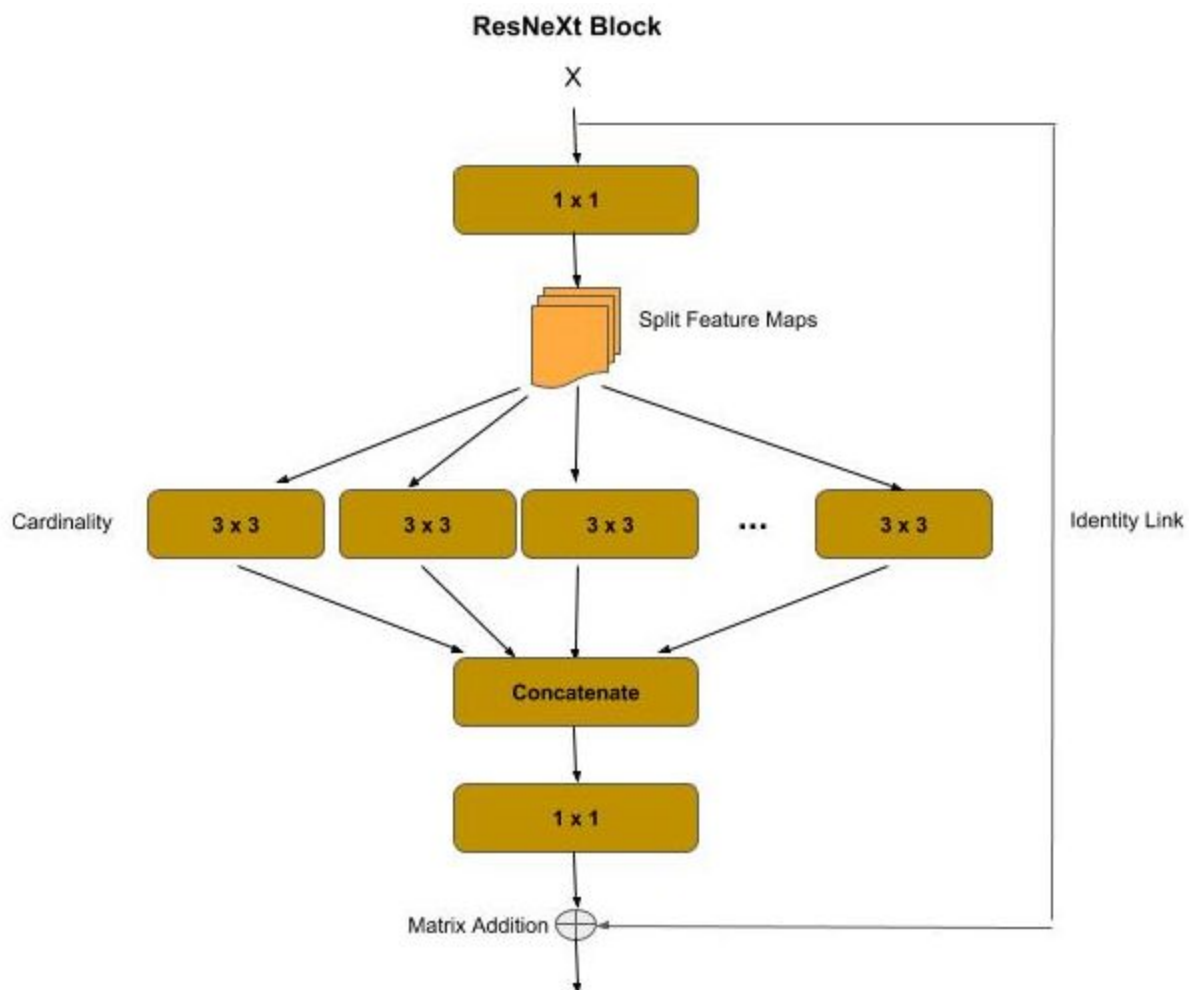 ResNeXt Block
X
1 x 1
Split Feature Maps
Cardinality
3 x 3
3 x 3
3 x 3
...
3 x 3
Identity Link
Concatenate
1 x 1
Matrix Addition